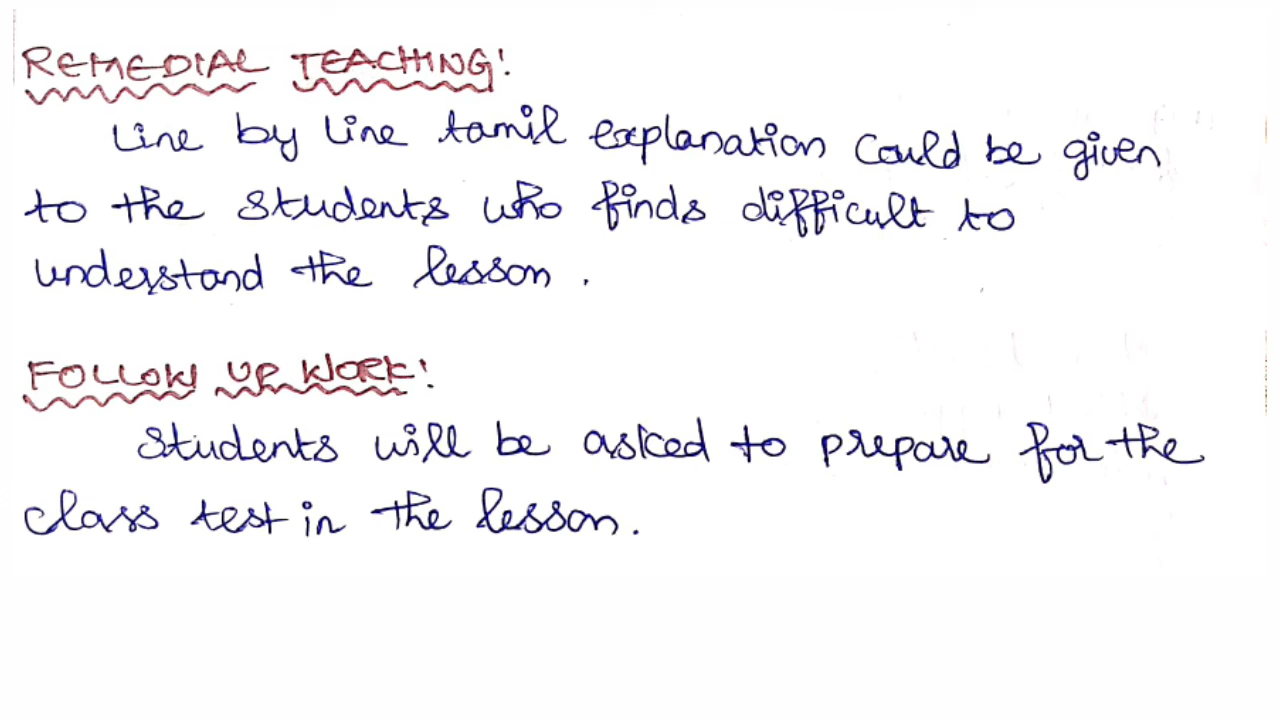 REMEDIAL TEACHING:
Line by line tamil explanation could be given
to the students who finds difficult to
understand the lesson.
FOLLOW UP WORK:
Students will be asked to prepare for the
class test in the lesson.